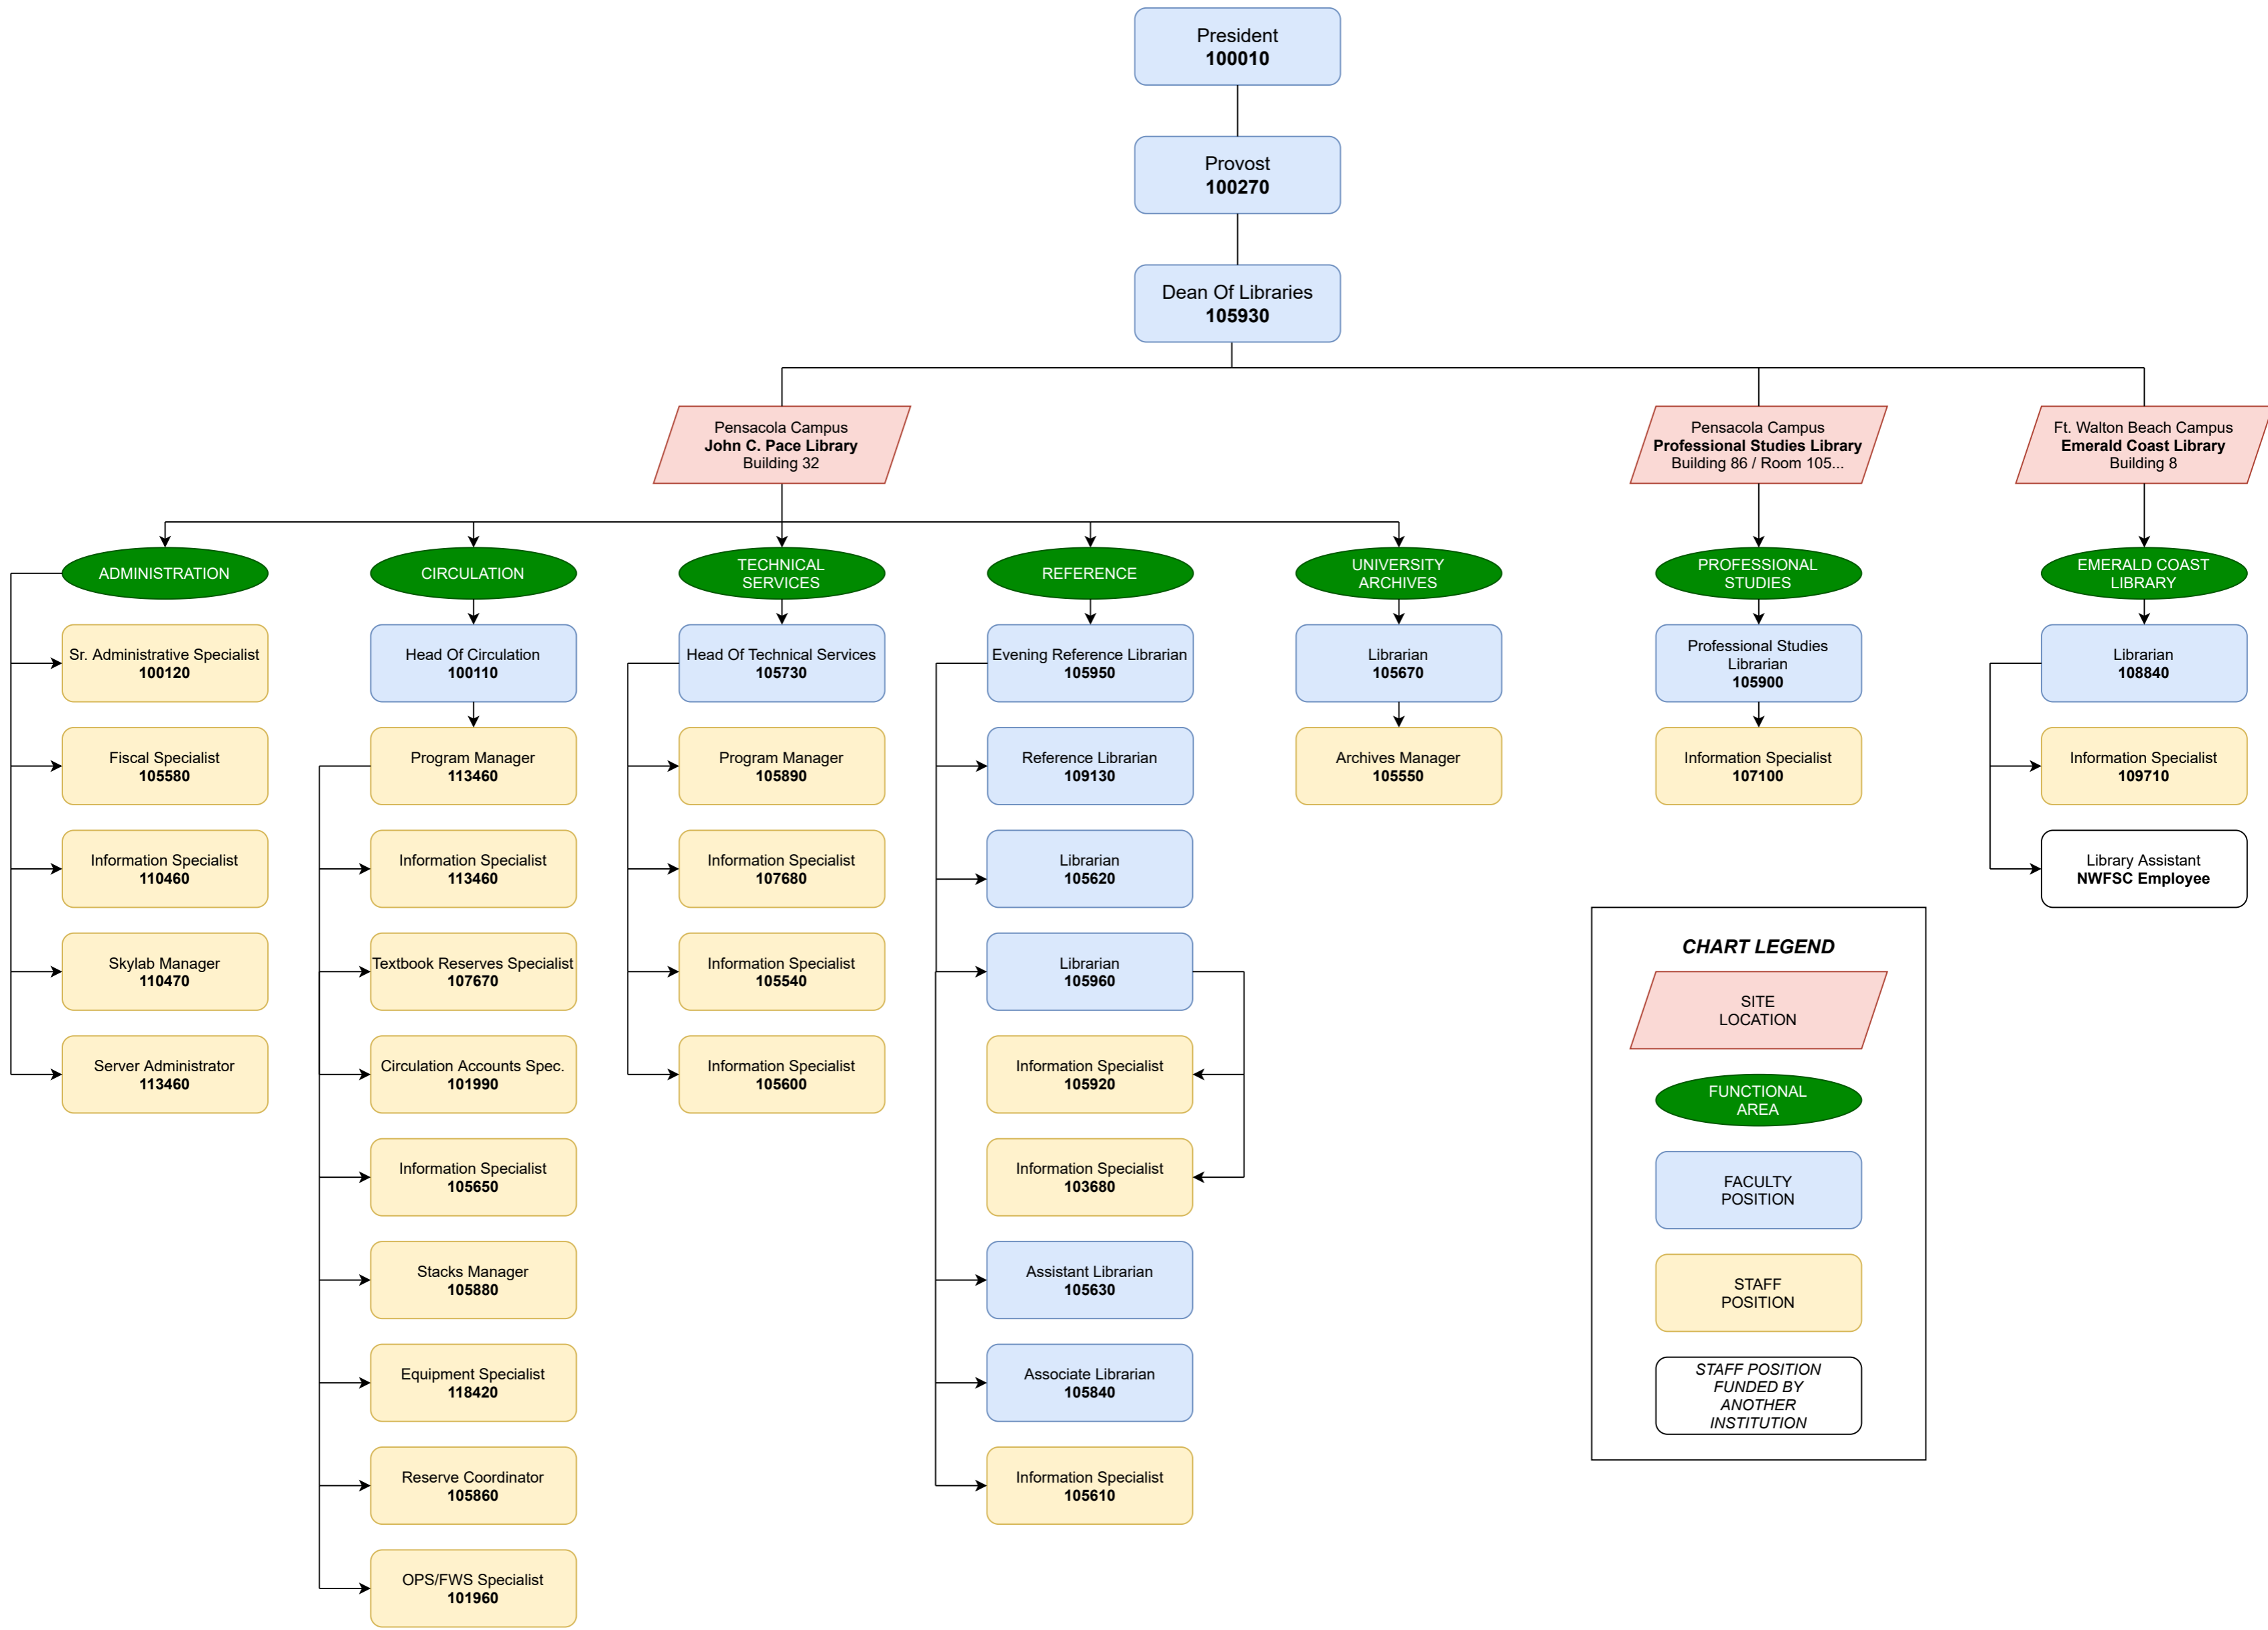 President
100010
Provost
100270
Dean Of Libraries
105930
Pensacola Campus
John C. Pace Library
Building 32
Pensacola Campus
Professional Studies Library
Building 86 / Room 105...
Ft. Walton Beach Campus
Emerald Coast Library
Building 8
ADMINISTRATION
Sr. Administrative Specialist
100120
Fiscal Specialist
105580
Information Specialist
110460
Skylab Manager
110470
Server Administrator
113460
CIRCULATION
Head Of Circulation
100110
Program Manager
113460
Information Specialist
113460
Textbook Reserves Specialist
107670
Circulation Accounts Spec.
101990
Information Specialist
105650
Stacks Manager
105880
Equipment Specialist
118420
Reserve Coordinator
105860
OPS/FWS Specialist
101960
TECHNICAL
SERVICES
Head Of Technical Services
105730
Program Manager
105890
Information Specialist
107680
Information Specialist
105540
Information Specialist
105600
REFERENCE
Evening Reference Librarian
105950
Reference Librarian
109130
Librarian
105620
Librarian
105960
Information Specialist
105920
Information Specialist
103680
Assistant Librarian
105630
Associate Librarian
105840
Information Specialist
105610
UNIVERSITY
ARCHIVES
Librarian
105670
Archives Manager
105550
PROFESSIONAL
STUDIES
Professional Studies
Librarian
105900
Information Specialist
107100
EMERALD COAST
LIBRARY
Librarian
108840
Information Specialist
109710
Library Assistant
NWFSC Employee
CHART LEGEND
SITE
LOCATION
FUNCTIONAL
AREA
FACULTY
POSITION
STAFF
POSITION
STAFF POSITION
FUNDED BY
ANOTHER
INSTITUTION